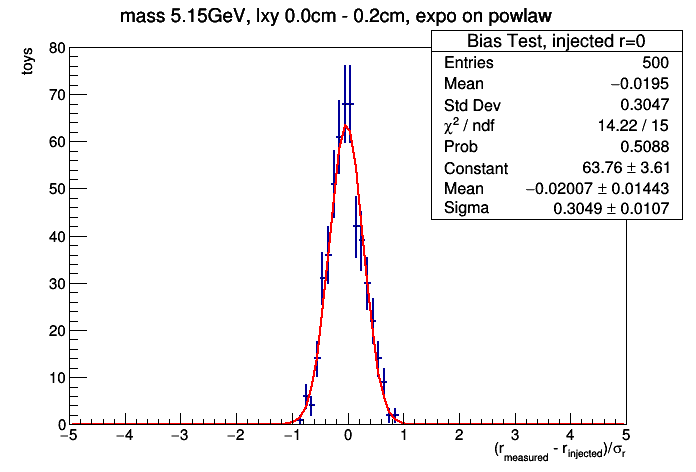 mass 5.15GeV, lxy 0.0cm - 0.2cm, expo on powlaw
Bias Test, injected r=0
Entries 500
Mean −0.0195
Std Dev 0.3047
χ² / ndf 14.22 / 15
Prob 0.5088
Constant 63.76 ± 3.61
Mean −0.02007 ± 0.01443
Sigma 0.3049 ± 0.0107
toys
80
70
60
50
40
30
20
10
0
−5 −4 −3 −2 −1 0 1 2 3 4 5
(r_measured - r_injected)/σ_r